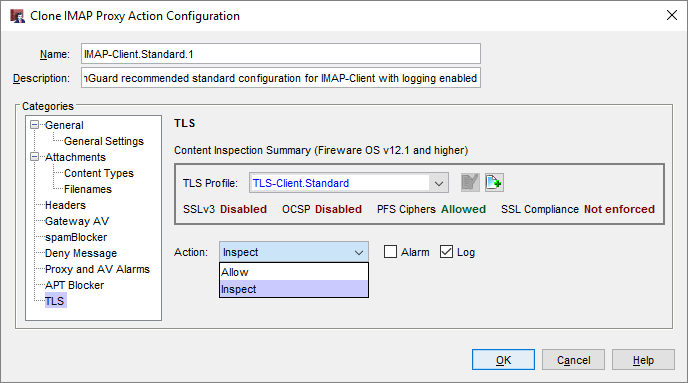 Clone IMAP Proxy Action Configuration
Name: IMAP-Client.Standard.1
Description: Guard recommended standard configuration for IMAP-Client with logging enabled
Categories
General
General Settings
Attachments
Content Types
Filenames
Headers
Gateway AV
spamBlocker
Deny Message
Proxy and AV Alarms
APT Blocker
TLS
TLS
Content Inspection Summary (Fireware OS v12.1 and higher)
TLS Profile: TLS-Client.Standard
SSLv3 Disabled OCSP Disabled PFS Ciphers Allowed SSL Compliance Not enforced
Action: Inspect Alarm Log
Allow
Inspect
OK Cancel Help